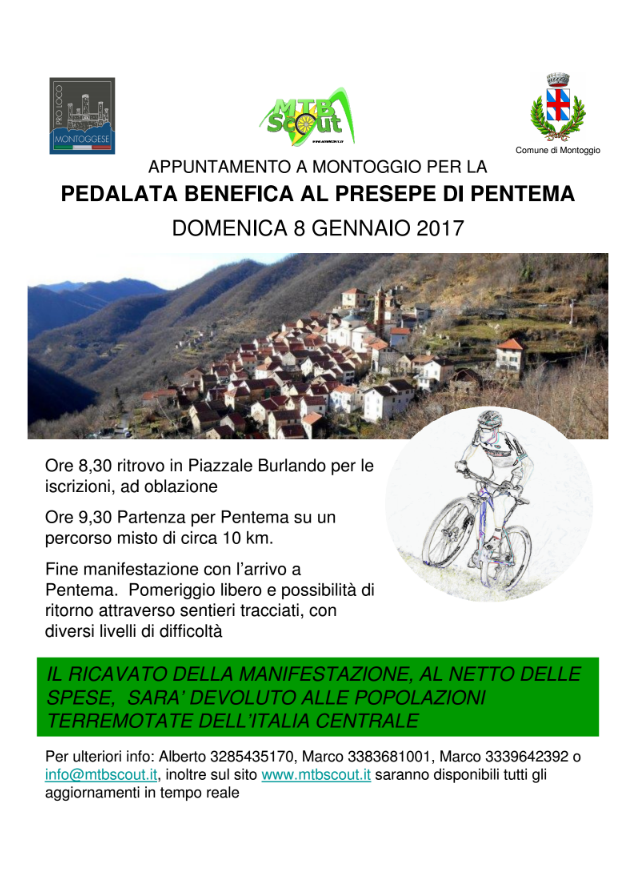 PRO LOCO
MONTOGGESE
MTB
Scout
Comune di Montoggio
APPUNTAMENTO A MONTOGGIO PER LA
PEDALATA BENEFICA AL PRESEPE DI PENTEMA
DOMENICA 8 GENNAIO 2017
Ore 8,30 ritrovo in Piazzale Burlando per le
iscrizioni, ad oblazione
Ore 9,30 Partenza per Pentema su un
percorso misto di circa 10 km.
Fine manifestazione con l'arrivo a
Pentema.  Pomeriggio libero e possibilità di
ritorno attraverso sentieri tracciati, con
diversi livelli di difficoltà
IL RICAVATO DELLA MANIFESTAZIONE, AL NETTO DELLE
SPESE,  SARA' DEVOLUTO ALLE POPOLAZIONI
TERREMOTATE DELL'ITALIA CENTRALE
Per ulteriori info: Alberto 3285435170, Marco 3383681001, Marco 3339642392 o
info@mtbscout.it, inoltre sul sito www.mtbscout.it saranno disponibili tutti gli
aggiornamenti in tempo reale